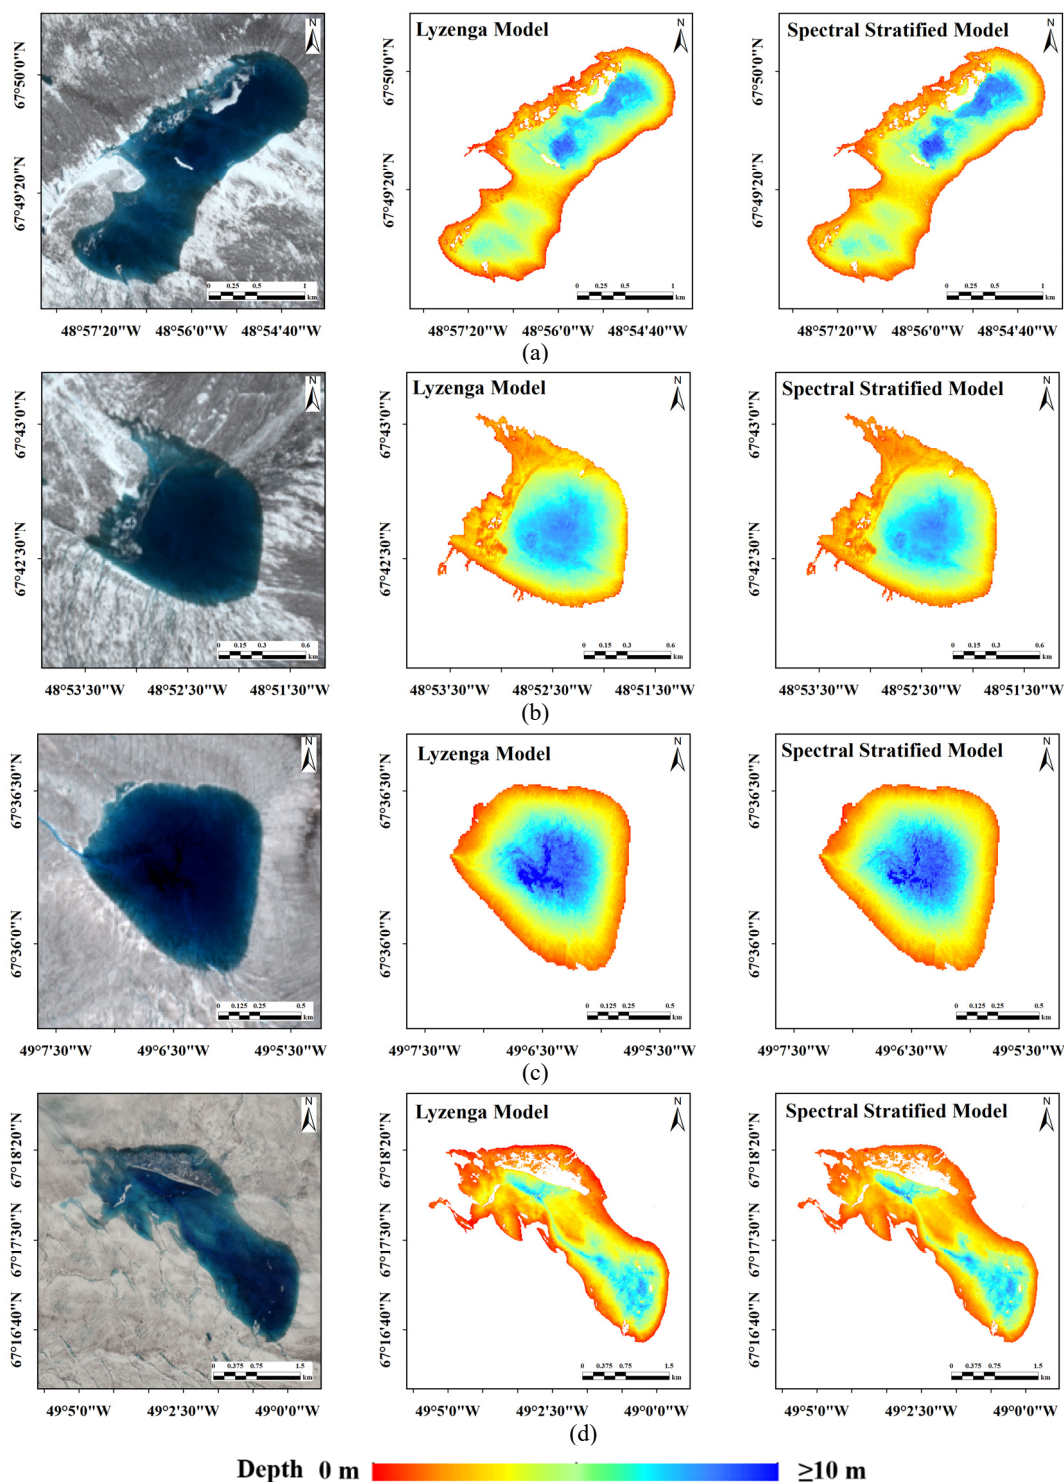 N
67°50'0"N
67°49'20"N
0 0.25 0.5 1
km
48°57'20"W 48°56'0"W 48°54'40"W
Lyzenga Model
N
67°50'0"N
67°49'20"N
0 0.25 0.5 1
km
48°57'20"W 48°56'0"W 48°54'40"W
Spectral Stratified Model
N
67°50'0"N
67°49'20"N
0 0.25 0.5 1
km
48°57'20"W 48°56'0"W 48°54'40"W
(a)
N
67°43'0"N
67°42'30"N
0 0.15 0.3 0.6
km
48°53'30"W 48°52'30"W 48°51'30"W
Lyzenga Model
N
67°43'0"N
67°42'30"N
0 0.15 0.3 0.6
km
48°53'30"W 48°52'30"W 48°51'30"W
Spectral Stratified Model
N
67°43'0"N
67°42'30"N
0 0.15 0.3 0.6
km
48°53'30"W 48°52'30"W 48°51'30"W
(b)
N
67°36'30"N
67°36'0"N
0 0.125 0.25 0.5
km
49°7'30"W 49°6'30"W 49°5'30"W
Lyzenga Model
N
67°36'30"N
67°36'0"N
0 0.125 0.25 0.5
km
49°7'30"W 49°6'30"W 49°5'30"W
Spectral Stratified Model
N
67°36'30"N
67°36'0"N
0 0.125 0.25 0.5
km
49°7'30"W 49°6'30"W 49°5'30"W
(c)
N
67°18'20"N
67°17'30"N
67°16'40"N
0 0.375 0.75 1.5
km
49°5'0"W 49°2'30"W 49°0'0"W
Lyzenga Model
N
67°18'20"N
67°17'30"N
67°16'40"N
0 0.375 0.75 1.5
km
49°5'0"W 49°2'30"W 49°0'0"W
Spectral Stratified Model
N
67°18'20"N
67°17'30"N
67°16'40"N
0 0.375 0.75 1.5
km
49°5'0"W 49°2'30"W 49°0'0"W
(d)
Depth 0 m ≥10 m